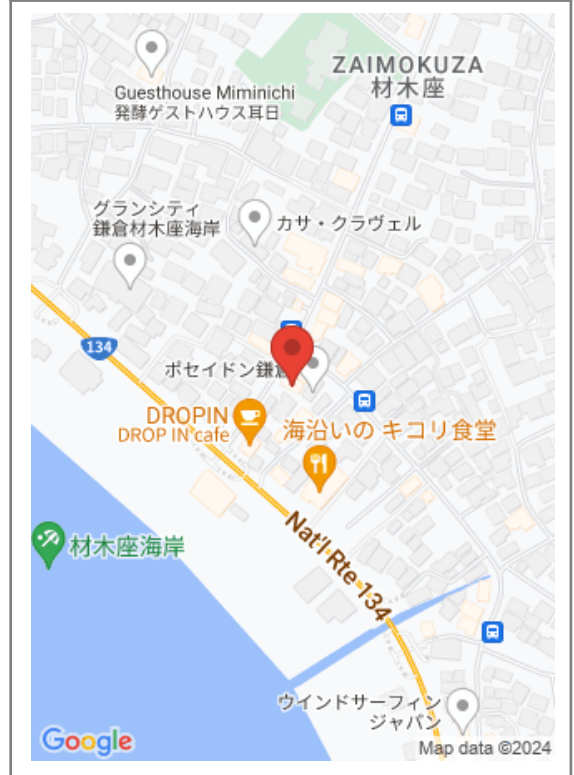 ZAIMOKUZA
材木座
Guesthouse Miminichi
発酵ゲストハウス耳日
グランシティ
鎌倉材木座海岸
カサ・クラヴェル
134
ポセイドン鎌倉
DROPIN
DROP IN cafe
海沿いの キコリ食堂
Nat'l Rte 134
材木座海岸
ウインドサーフィン
ジャパン
Google
Map data ©2024